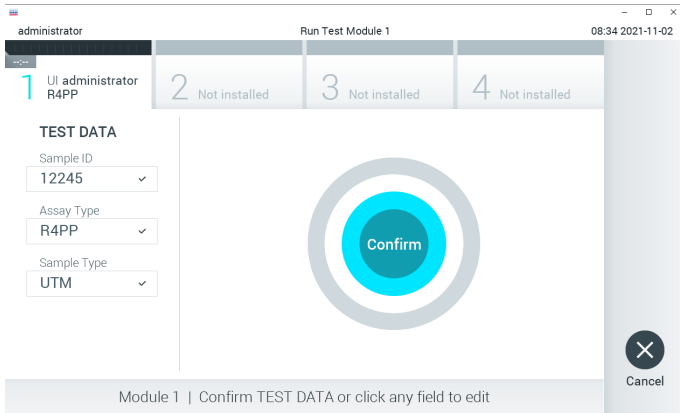 administrator
Run Test Module 1
08:34 2021-11-02
--:--
1 UI administrator
R4PP
2 Not installed
3 Not installed
4 Not installed
TEST DATA
Sample ID
12245
Assay Type
R4PP
Sample Type
UTM
Confirm
Cancel
Module 1 | Confirm TEST DATA or click any field to edit